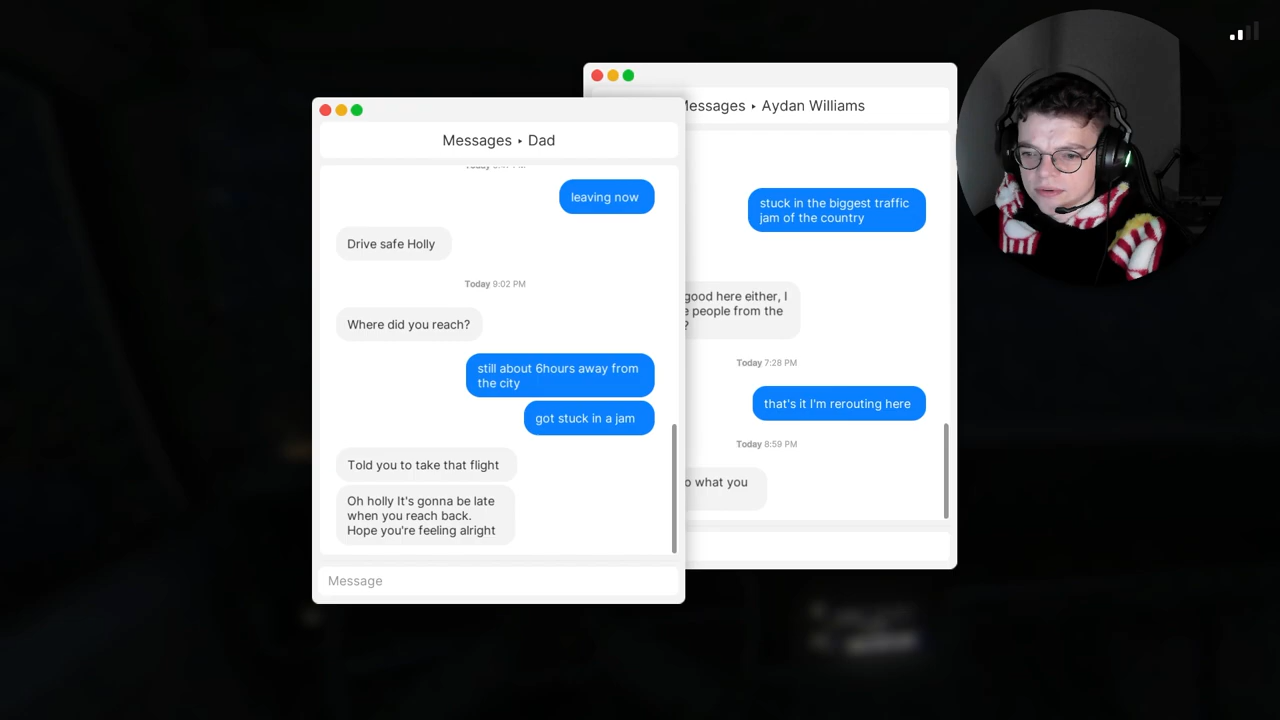 Messages ▸ Dad
leaving now
Drive safe Holly
Today 9:02 PM
Where did you reach?
still about 6hours away from
the city
got stuck in a jam
Told you to take that flight
Oh holly It's gonna be late
when you reach back.
Hope you're feeling alright
Message
Messages ▸ Aydan Williams
stuck in the biggest traffic
jam of the country
good here either, I
people from the
?
Today 7:28 PM
that's it I'm rerouting here
Today 8:59 PM
what you